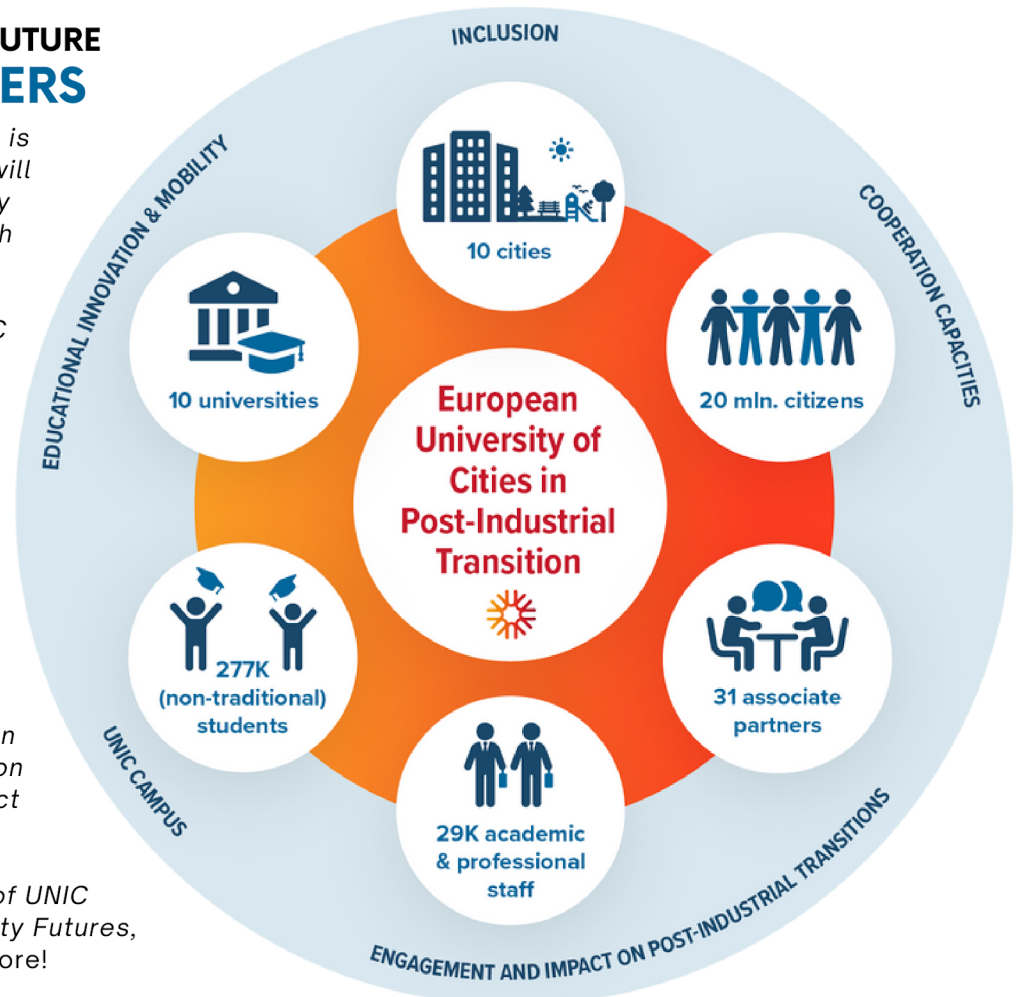 UTURE
ERS
is
will
y
h
C
n
on
ct
of UNIC
ty Futures,
ore!
INCLUSION
EDUCATIONAL INNOVATION & MOBILITY
COOPERATION CAPACITIES
10 cities
10 universities
20 mln. citizens
European
University of
Cities in
Post-Industrial
Transition
277K
(non-traditional)
students
31 associate
partners
29K academic
& professional
staff
UNIC CAMPUS
ENGAGEMENT AND IMPACT ON POST-INDUSTRIAL TRANSITIONS